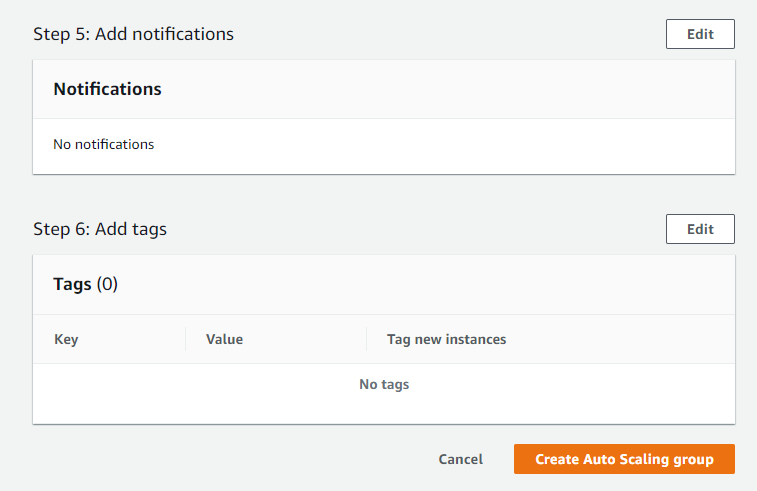 Step 5: Add notifications
Edit
Notifications
No notifications
Step 6: Add tags
Edit
Tags (0)
Key Value Tag new instances
No tags
Cancel Create Auto Scaling group